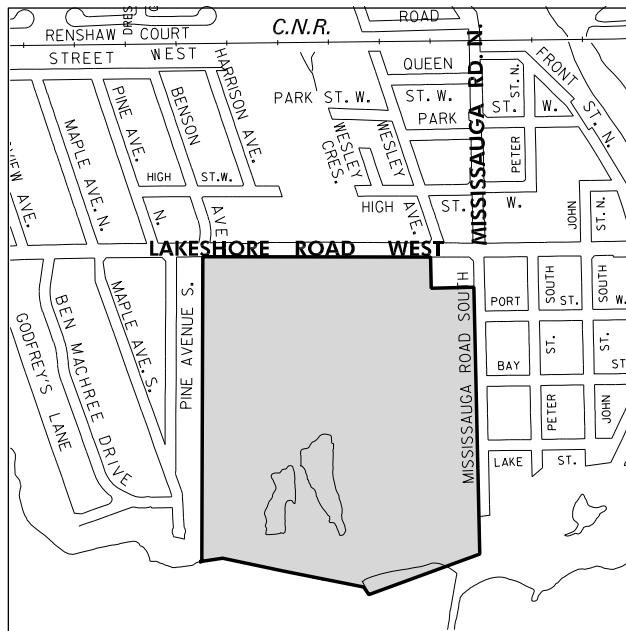 ROAD
C.N.R.
RENSHAW COURT
DRES
STREET WEST
QUEEN
FRONT ST. N.
MISSISSAUGA RD. N.
HARRISON AVE.
BENSON
AVE
PINE AVE.
N.
MAPLE AVE. N.
AVE.
PARK ST. W.
ST. W.
PARK ST. W.
ST. N.
PETER
WESLEY
CRES.
WESLEY
AVE.
HIGH ST.W.
HIGH ST. W.
JOHN
ST. N.
LAKESHORE ROAD WEST
PINE AVENUE S.
MAPLE AVE. S.
BEN MACHREE DRIVE
GODFREY'S LANE
MISSISSAUGA ROAD SOUTH
PORT ST. W.
SOUTH
SOUTH
BAY ST
ST.
ST.
PETER
JOHN
LAKE ST.